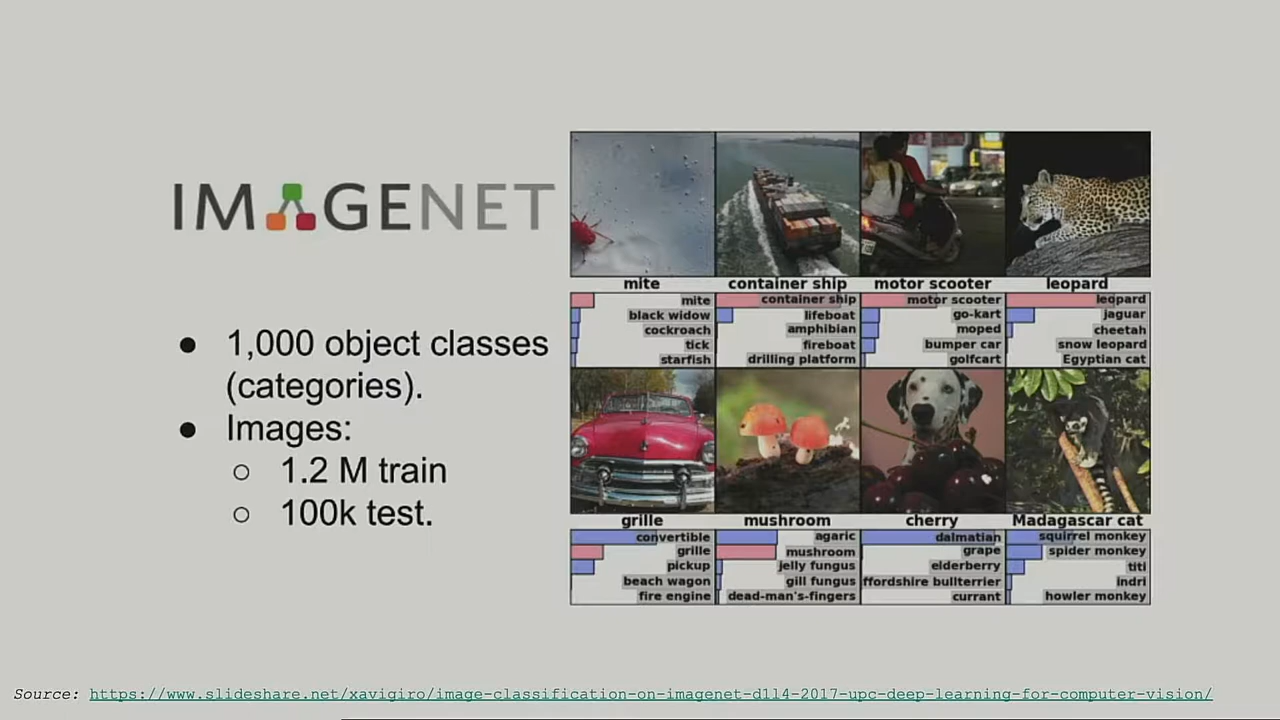 IMAGENET
● 1,000 object classes
(categories).
● Images:
○ 1.2 M train
○ 100k test.
mite container ship motor scooter leopard
mite container ship motor scooter leopard
black widow lifeboat go-kart jaguar
cockroach amphibian moped cheetah
tick fireboat bumper car snow leopard
starfish drilling platform golfcart Egyptian cat
grille mushroom cherry Madagascar cat
convertible agaric dalmatian squirrel monkey
grille mushroom grape spider monkey
pickup jelly fungus elderberry titi
beach wagon gill fungus ffordshire bullterrier indri
fire engine dead-man's-fingers currant howler monkey
Source: https://www.slideshare.net/xavigiro/image-classification-on-imagenet-d1l4-2017-upc-deep-learning-for-computer-vision/